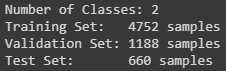 Number of Classes: 2
Training Set:   4752 samples
Validation Set: 1188 samples
Test Set:       660 samples